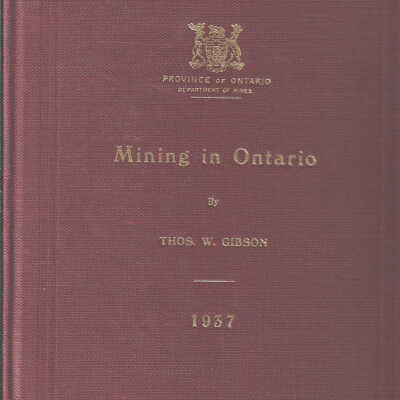 PROVINCE OF ONTARIO
DEPARTMENT OF MINES
Mining in Ontario
By
THOS. W. GIBSON
1937